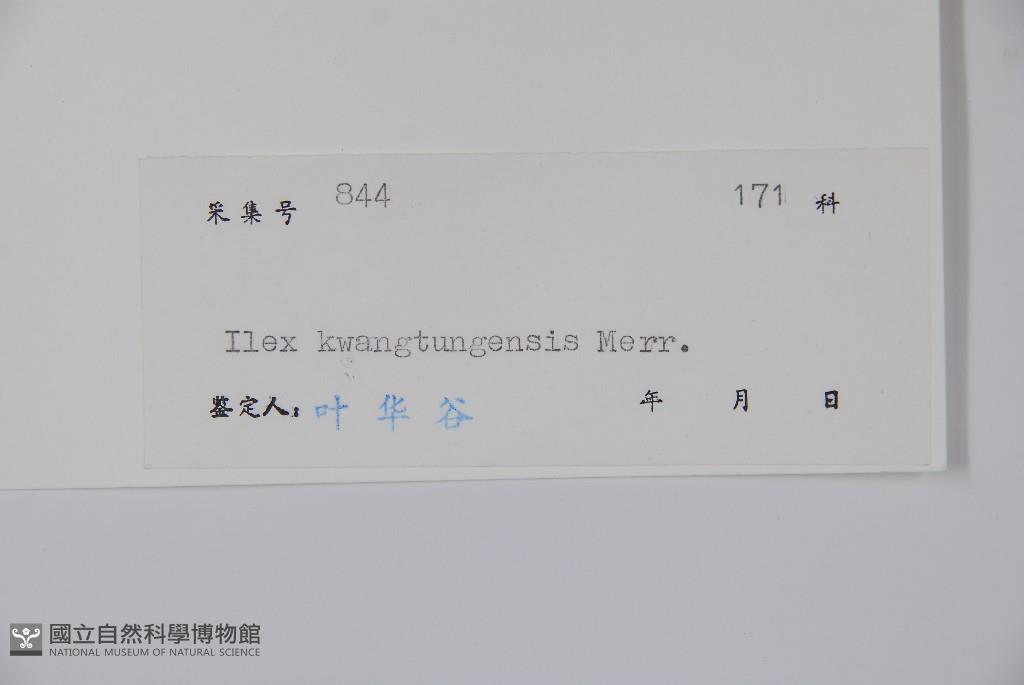 采集号 844 171 科
Ilex kwangtungensis Merr.
鉴定人: 叶华谷 年 月 日
國立自然科學博物館
NATIONAL MUSEUM OF NATURAL SCIENCE